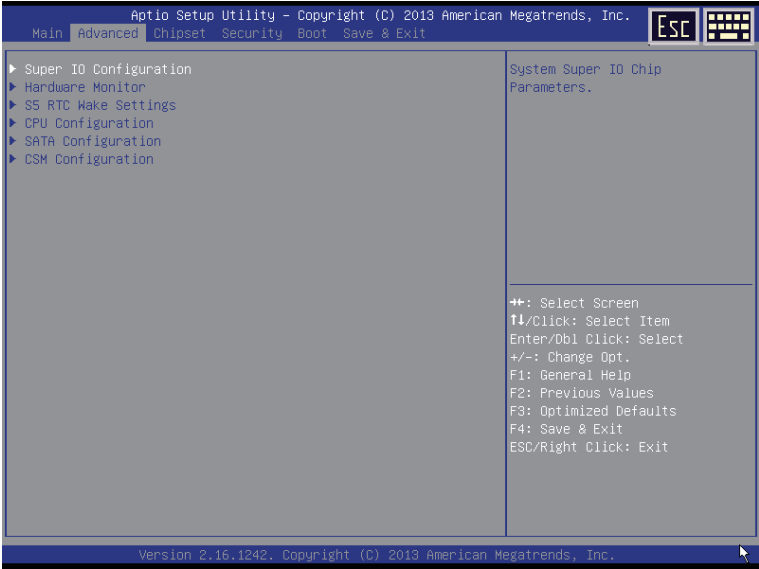 Aptio Setup Utility – Copyright (C) 2013 American Megatrends, Inc.
Esc
Main Advanced Chipset Security Boot Save & Exit
Super IO Configuration
Hardware Monitor
S5 RTC Wake Settings
CPU Configuration
SATA Configuration
CSM Configuration
System Super IO Chip
Parameters.
→←: Select Screen
↑↓/Click: Select Item
Enter/Dbl Click: Select
+/-: Change Opt.
F1: General Help
F2: Previous Values
F3: Optimized Defaults
F4: Save & Exit
ESC/Right Click: Exit
Version 2.16.1242. Copyright (C) 2013 American Megatrends, Inc.